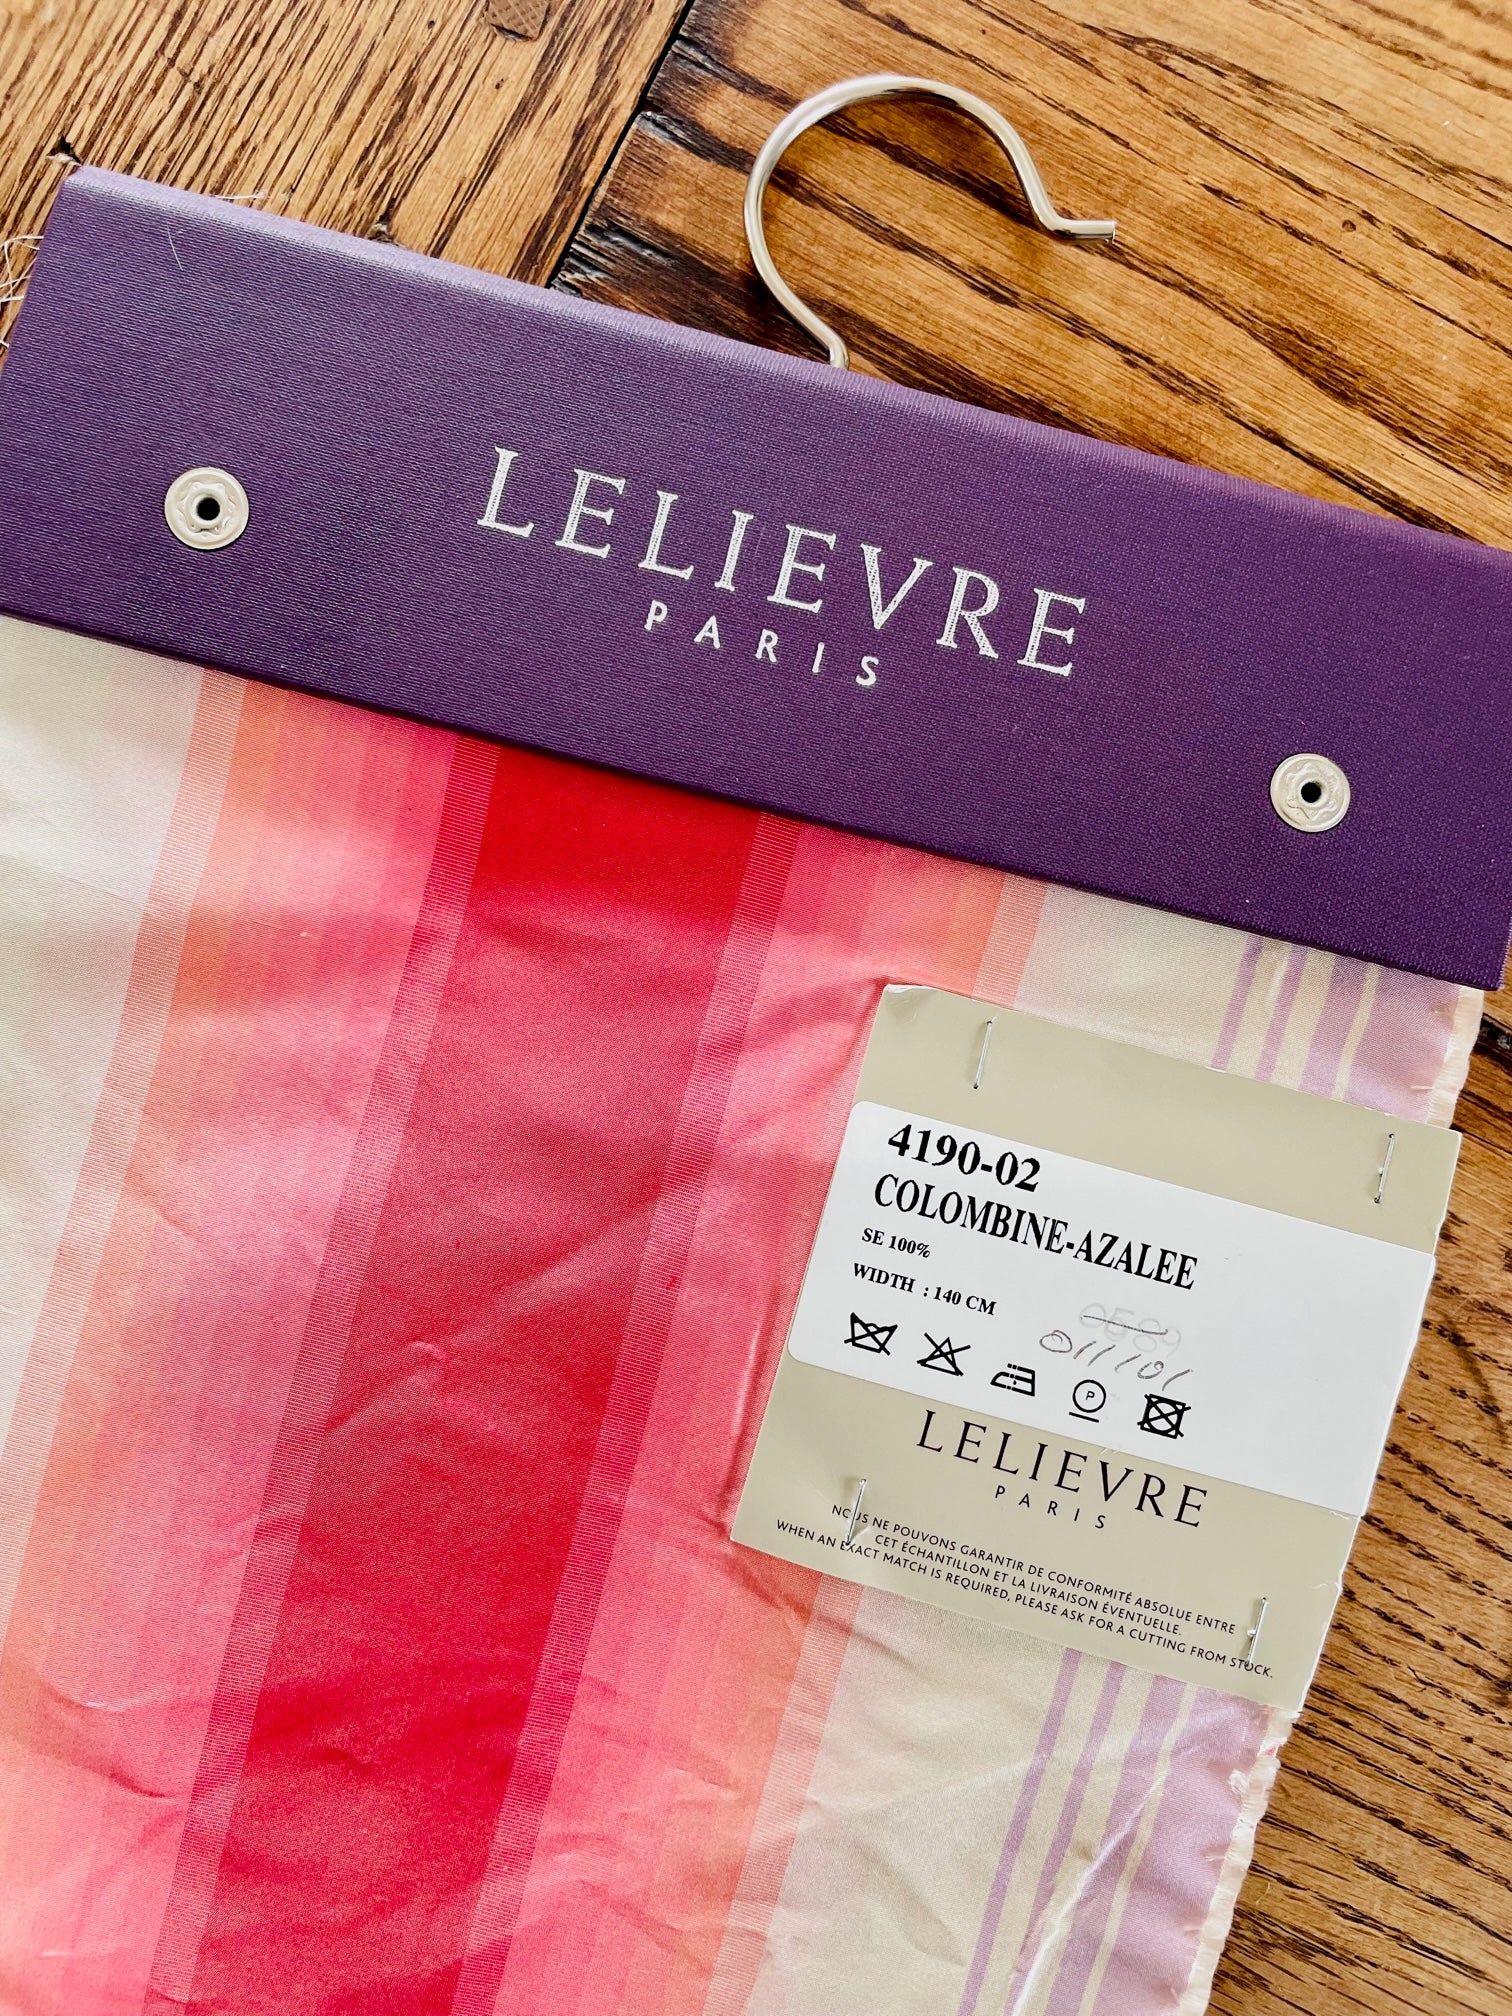 LELIEVRE
PARIS
4190-02
COLOMBINE-AZALEE
SE 100%
WIDTH : 140 CM
0589
011101
P
LELIEVRE
PARIS
NOUS NE POUVONS GARANTIR DE CONFORMITÉ ABSOLUE ENTRE
CET ÉCHANTILLON ET LA LIVRAISON ÉVENTUELLE.
WHEN AN EXACT MATCH IS REQUIRED, PLEASE ASK FOR A CUTTING FROM STOCK.